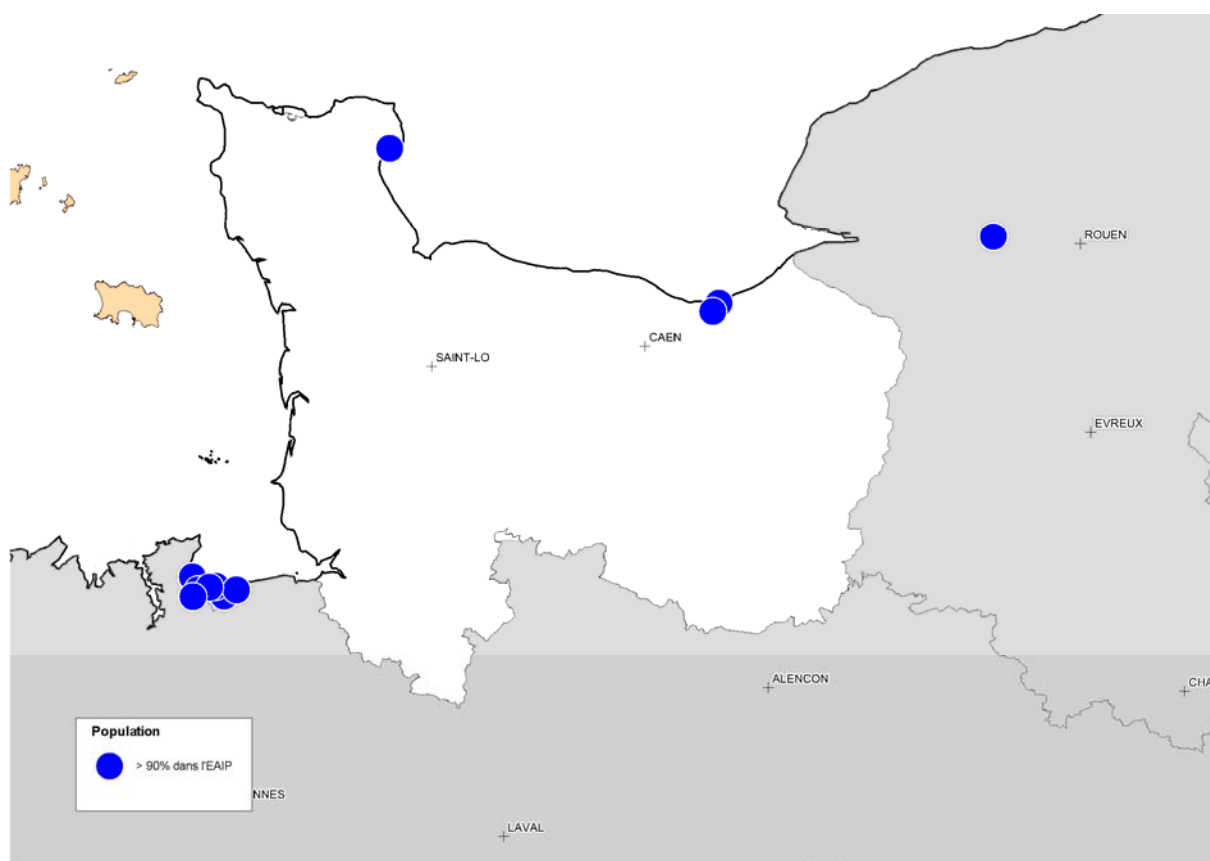 ROUEN
CAEN
SAINT-LO
EVREUX
ALENCON
CHA
Population
> 90% dans l'EAIP
NNES
LAVAL